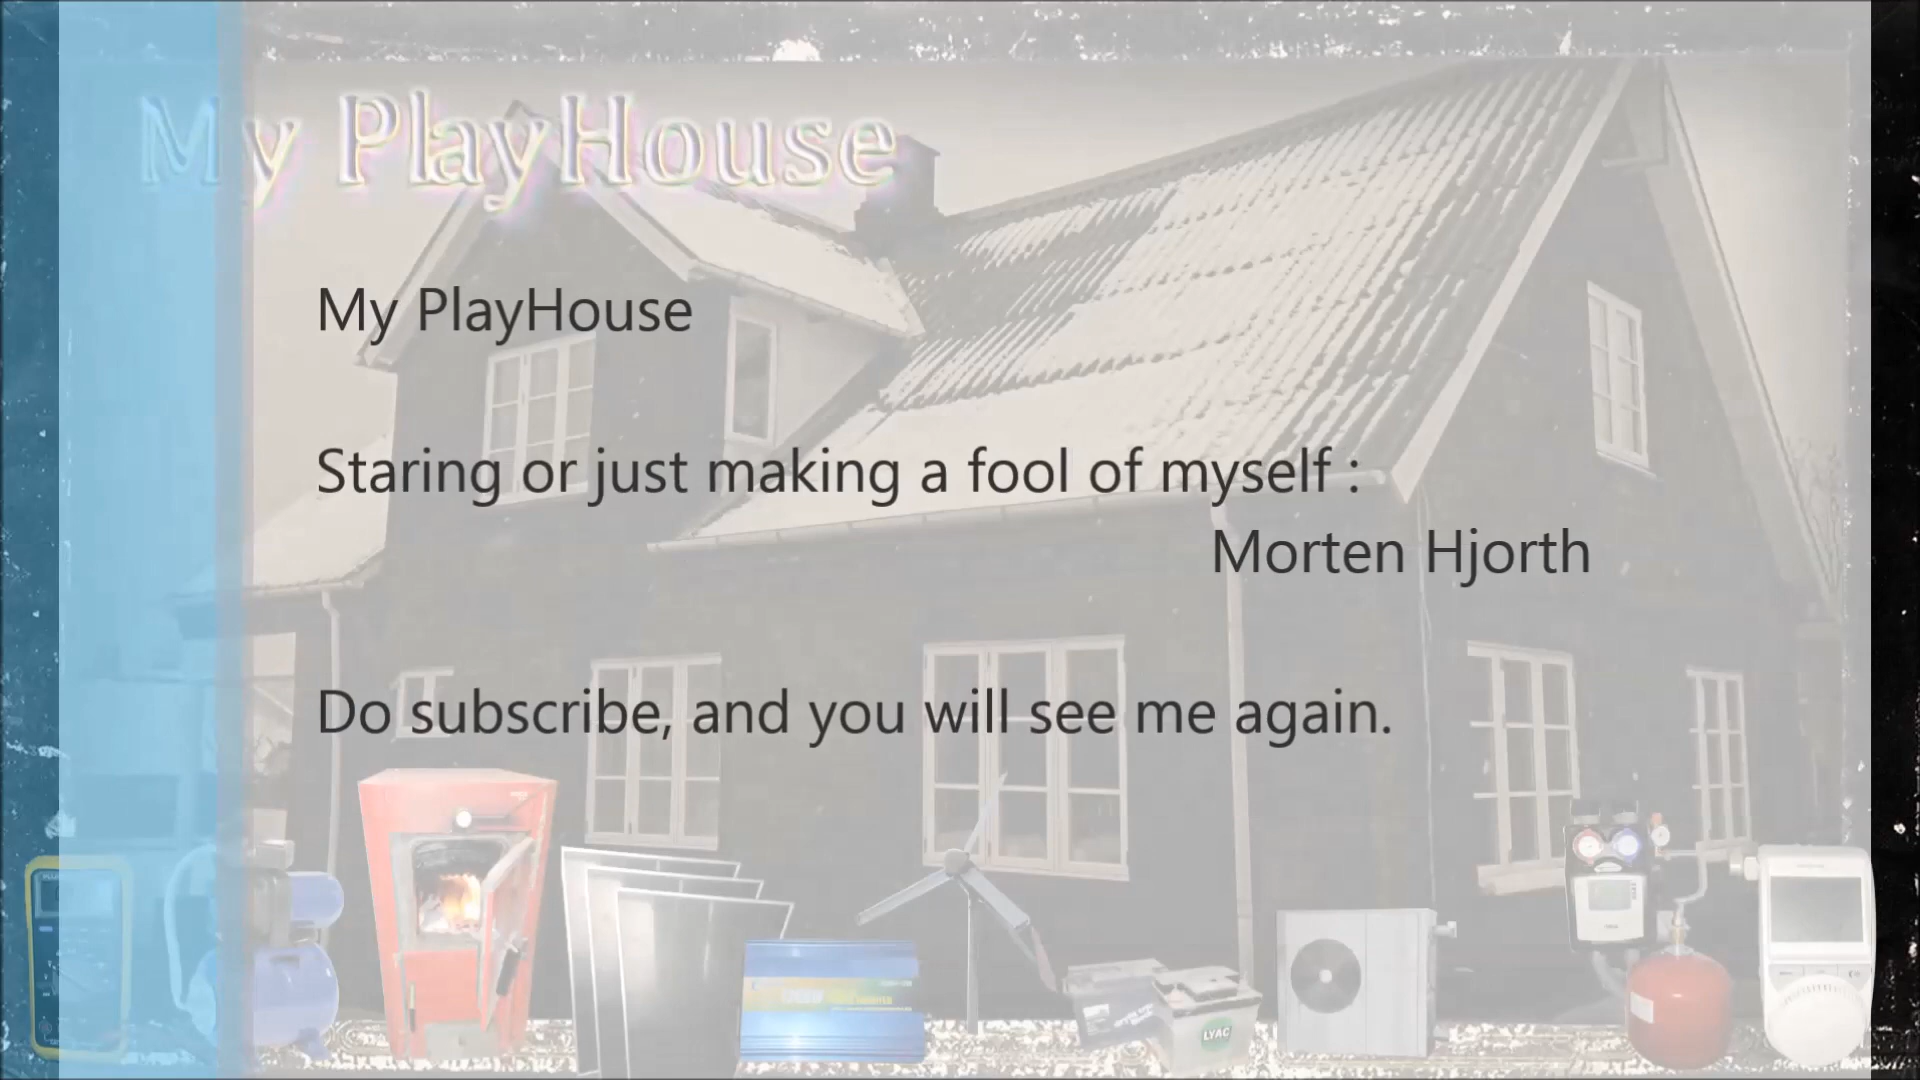 My PlayHouse
My PlayHouse
Staring or just making a fool of myself :
Morten Hjorth
Do subscribe, and you will see me again.
LYAC